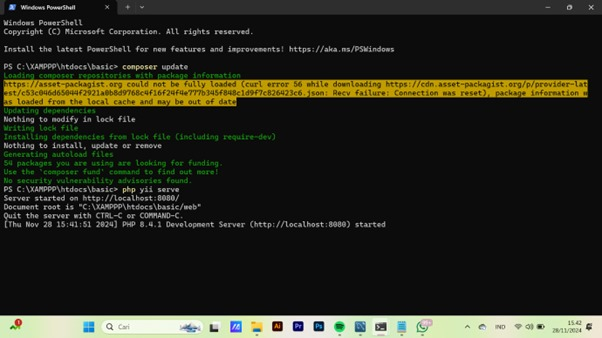 Windows PowerShell
Windows PowerShell
Copyright (C) Microsoft Corporation. All rights reserved.
Install the latest PowerShell for new features and improvements! https://aka.ms/PSWindows
PS C:\XAMPPP\htdocs\basic> composer update
Loading composer repositories with package information
https://asset-packagist.org could not be fully loaded (curl error 56 while downloading https://cdn.asset-packagist.org/p/provider-lat
est/c53c046d65044f2921a0b8d9768c4f16f24f4e777b345f848c1d9f7c826423c6.json: Recv failure: Connection was reset), package information w
as loaded from the local cache and may be out of date
Updating dependencies
Nothing to modify in lock file
Writing lock file
Installing dependencies from lock file (including require-dev)
Nothing to install, update or remove
Generating autoload files
54 packages you are using are looking for funding.
Use the `composer fund` command to find out more!
No security vulnerability advisories found.
PS C:\XAMPPP\htdocs\basic> php yii serve
Server started on http://localhost:8080/
Document root is "C:\XAMPPP\htdocs\basic/web"
Quit the server with CTRL-C or COMMAND-C.
[Thu Nov 28 15:41:51 2024] PHP 8.4.1 Development Server (http://localhost:8080) started
1
Cari
Ai
Pr
Ps
IND
15.42
28/11/2024